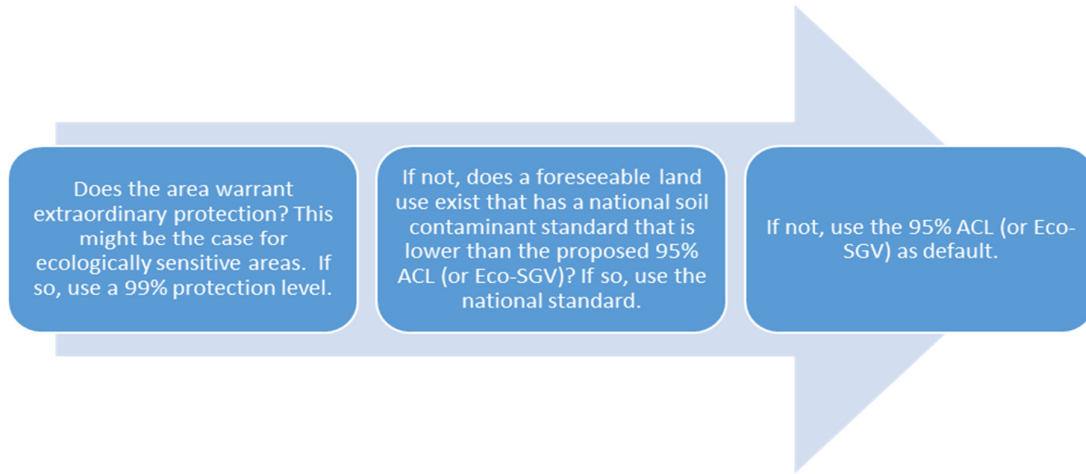 Does the area warrant
extraordinary protection? This
might be the case for
ecologically sensitive areas.  If
so, use a 99% protection level.
If not, does a foreseeable land
use exist that has a national soil
contaminant standard that is
lower than the proposed 95%
ACL (or Eco-SGV)? If so, use the
national standard.
If not, use the 95% ACL (or Eco-
SGV) as default.